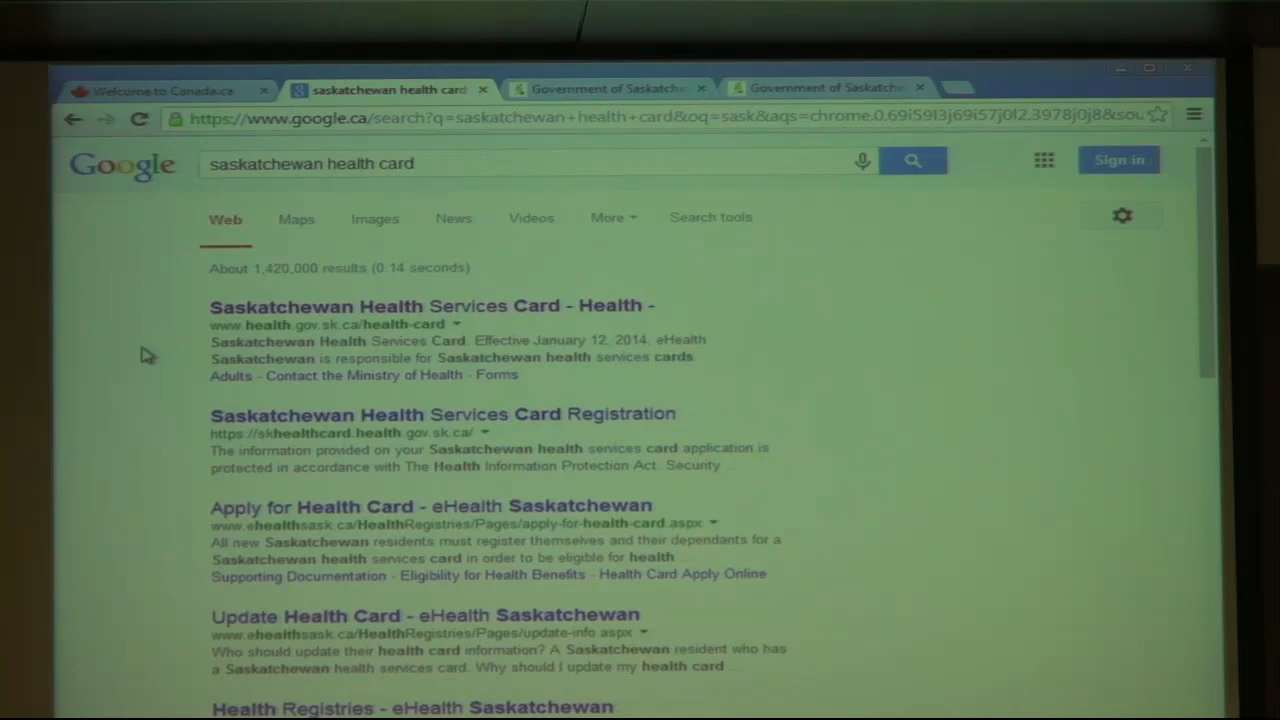 Welcome to Canada.ca
saskatchewan health card
Government of Saskatche
Government of Saskatche
https://www.google.ca/search?q=saskatchewan+health+card&oq=sask&aqs=chrome.0.69i59l3j69i57j0l2.3978j0j8&sou
Google
saskatchewan health card
Sign in
Web Maps Images News Videos More Search tools
About 1,420,000 results (0.14 seconds)
Saskatchewan Health Services Card - Health -
www.health.gov.sk.ca/health-card
Saskatchewan Health Services Card. Effective January 12, 2014, eHealth
Saskatchewan is responsible for Saskatchewan health services cards
Adults - Contact the Ministry of Health - Forms
Saskatchewan Health Services Card Registration
https://skhealthcard.health.gov.sk.ca/
The information provided on your Saskatchewan health services card application is
protected in accordance with The Health Information Protection Act. Security ...
Apply for Health Card - eHealth Saskatchewan
www.ehealthsask.ca/HealthRegistries/Pages/apply-for-health-card.aspx
All new Saskatchewan residents must register themselves and their dependants for a
Saskatchewan health services card in order to be eligible for health ...
Supporting Documentation - Eligibility for Health Benefits - Health Card Apply Online
Update Health Card - eHealth Saskatchewan
www.ehealthsask.ca/HealthRegistries/Pages/update-info.aspx
Who should update their health card information? A Saskatchewan resident who has
a Saskatchewan health services card. Why should I update my health card ...
Health Registries - eHealth Saskatchewan